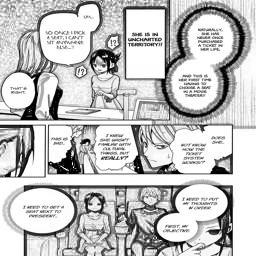 NATURALLY,
SHE HAS
NEVER ONCE
PURCHASED
A TICKET IN
HER LIFE.
AND THIS IS
HER FIRST TIME
HAVING TO
CHOOSE A SEAT
IN A MOVIE
THEATER!!
SHE IS IN
UNCHARTED
TERRITORY!!
UM...
SO ONCE I PICK
A SEAT, I CAN'T
SIT ANYWHERE
ELSE...?
!?
!?
THAT'S
RIGHT.
DOES
SHE...
NOT KNOW
HOW THE
TICKET
SYSTEM
WORKS?
I KNEW SHE
WASN'T
FAMILIAR WITH
CULTURAL
THINGS, BUT
REALLY?
THIS IS
BAD...
I NEED TO PUT
MY THOUGHTS
IN ORDER.
FIRST,
MY OBJECTIVE.
I NEED TO GET A
SEAT NEXT TO
PRESIDENT.